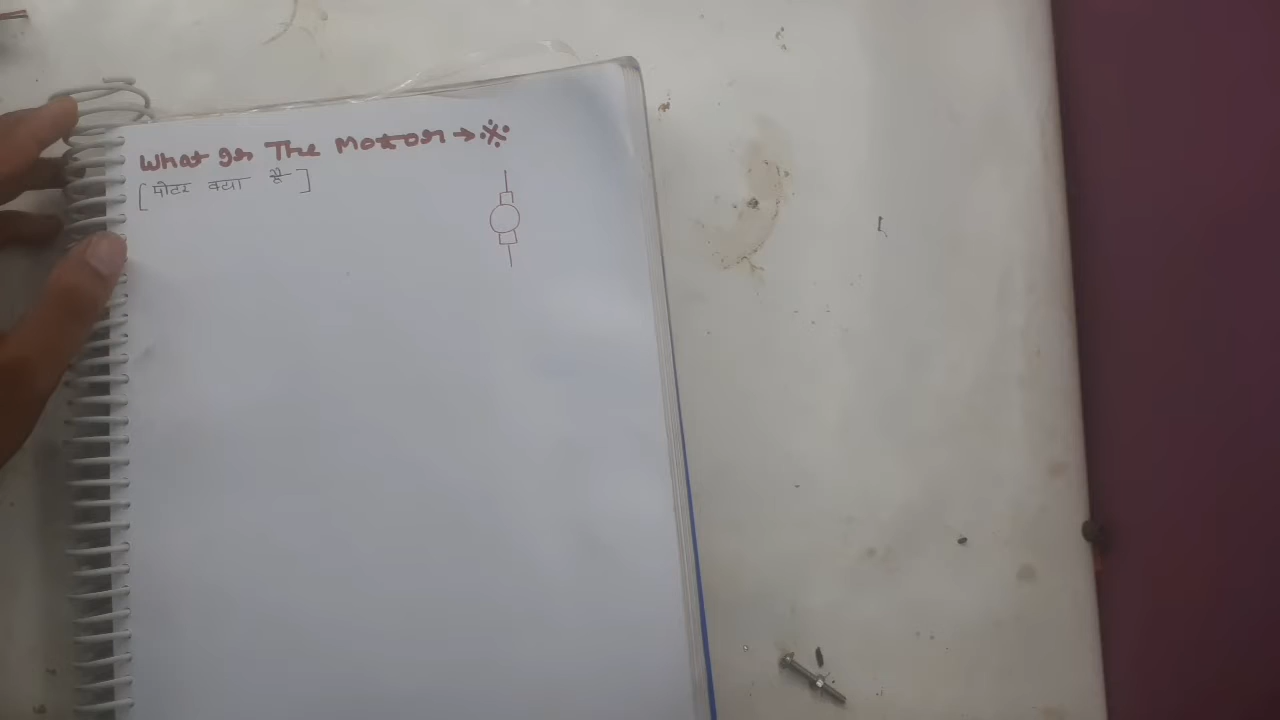 What Is The Motor → ※
[मोटर क्या है]